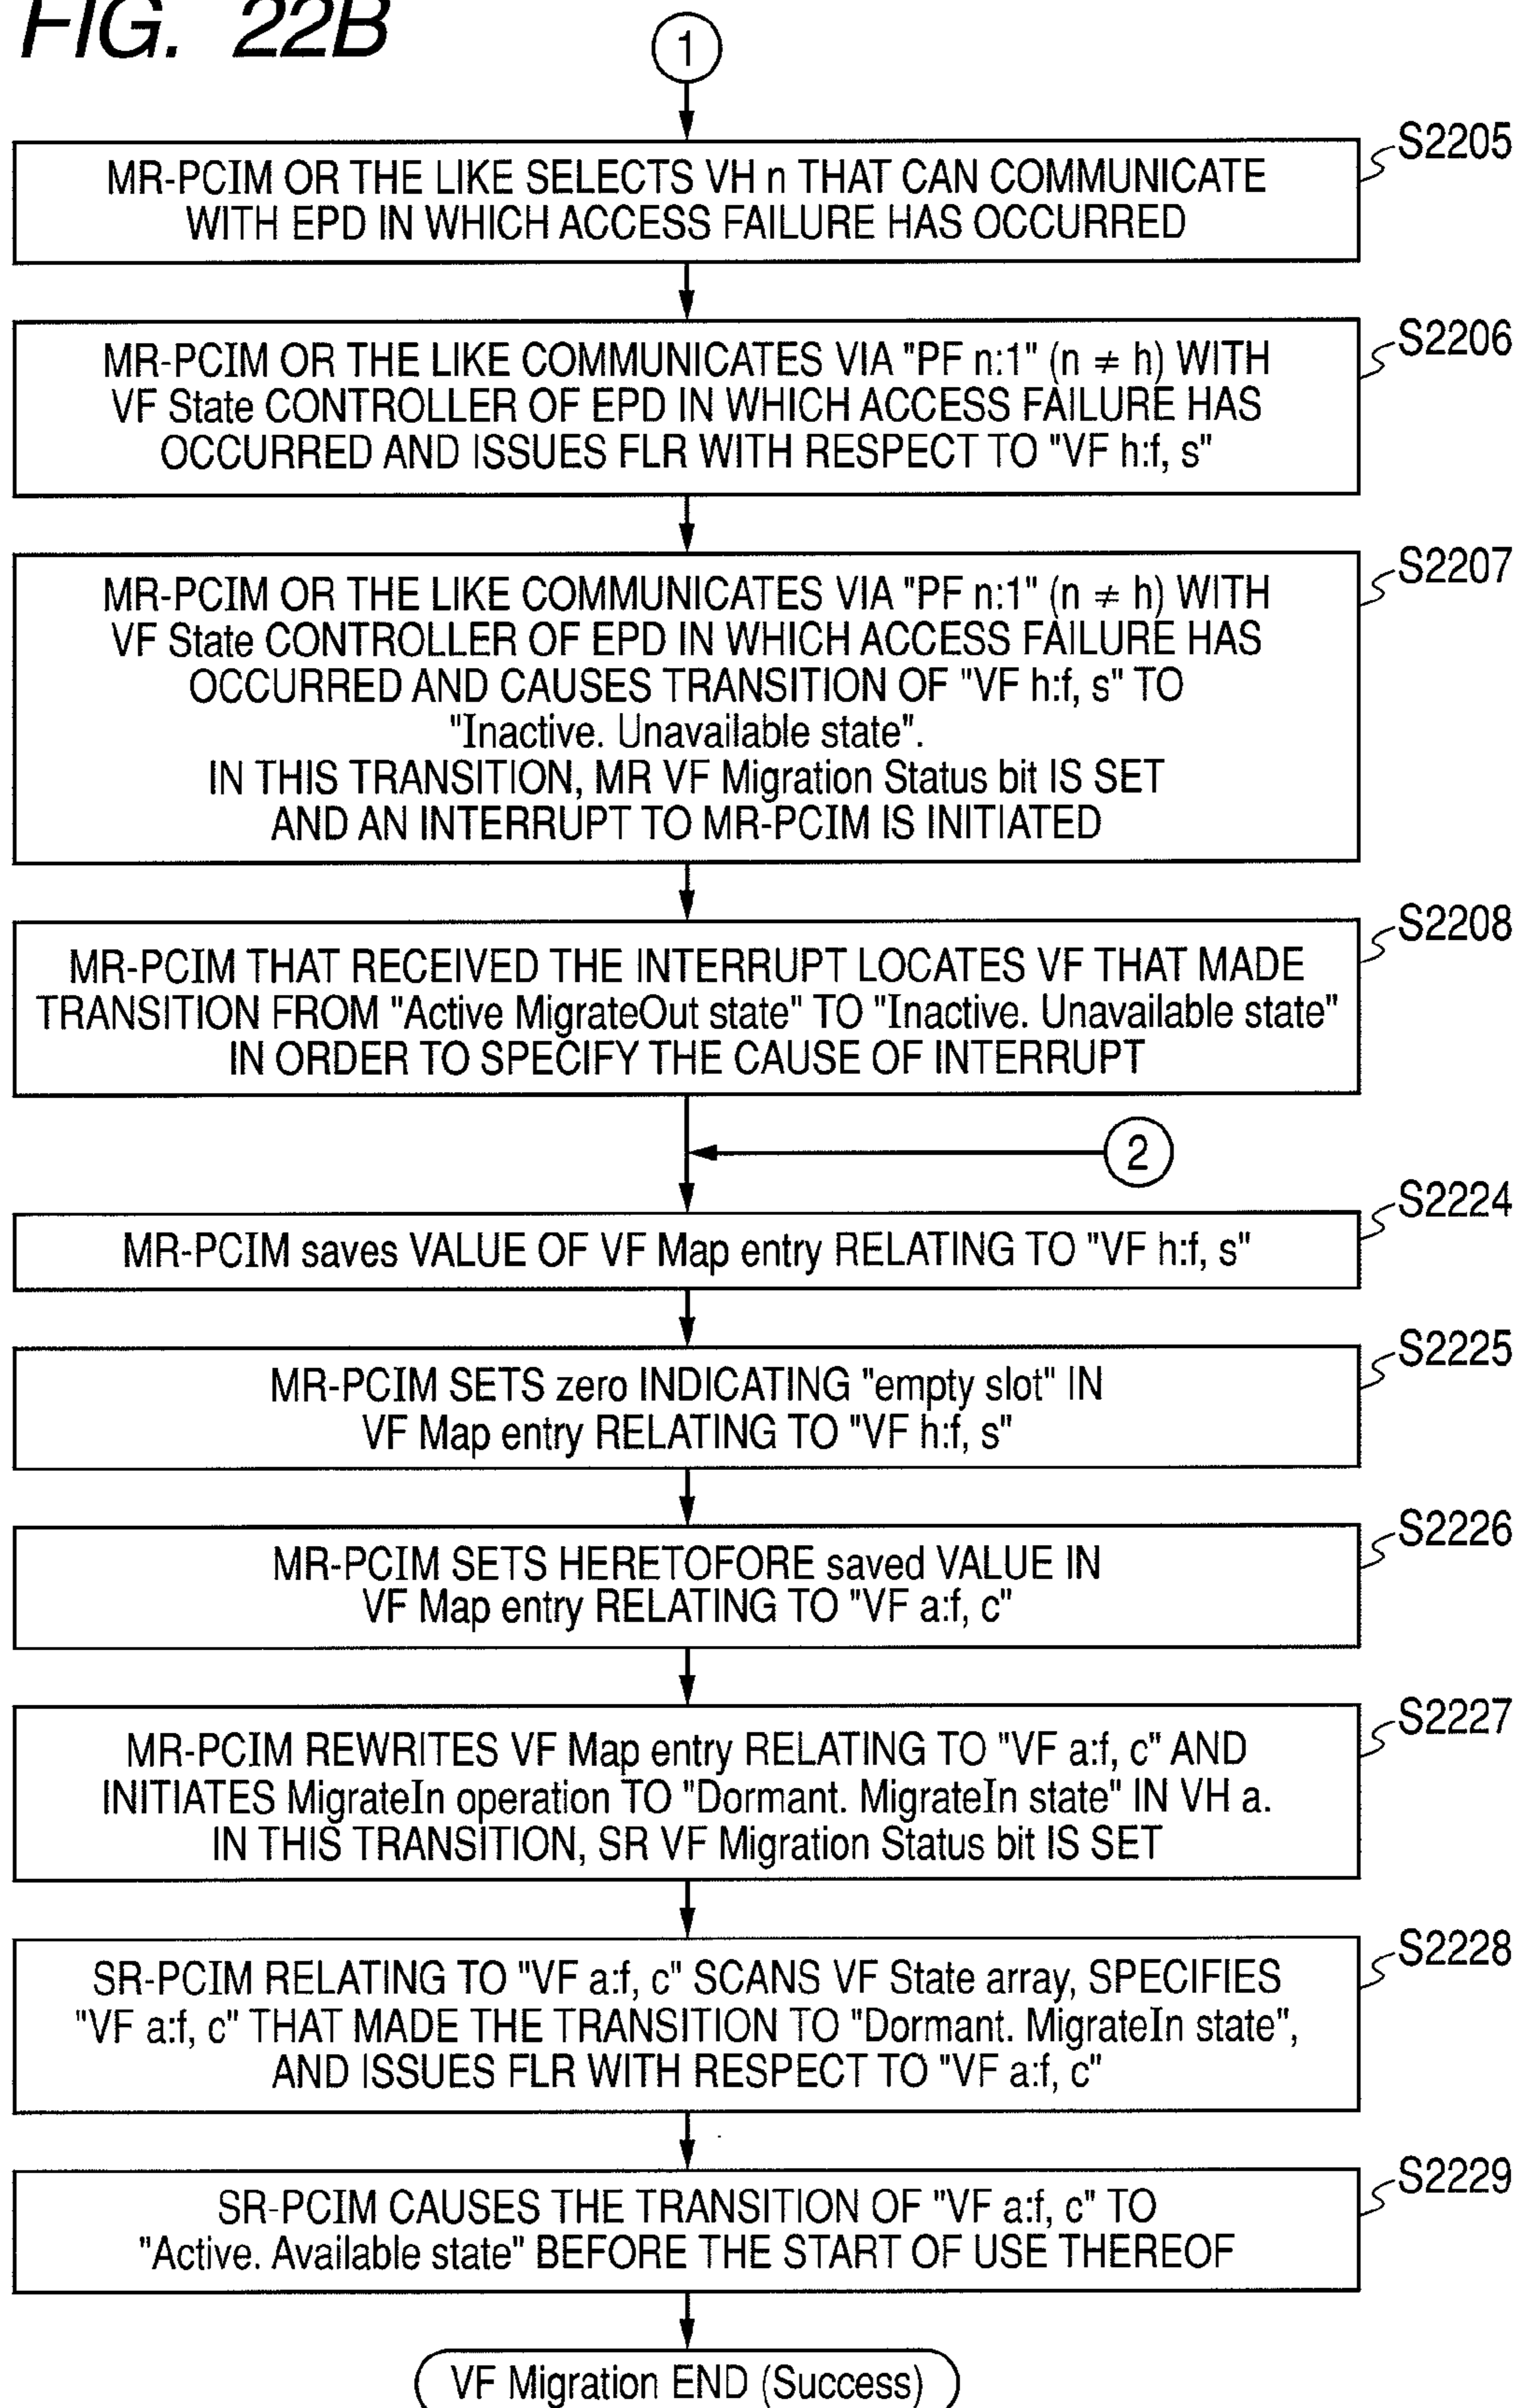 FIG. 22B
1
S2205
MR-PCIM OR THE LIKE SELECTS VH n THAT CAN COMMUNICATE
WITH EPD IN WHICH ACCESS FAILURE HAS OCCURRED
S2206
MR-PCIM OR THE LIKE COMMUNICATES VIA "PF n:1" (n ≠ h) WITH
VF State CONTROLLER OF EPD IN WHICH ACCESS FAILURE HAS
OCCURRED AND ISSUES FLR WITH RESPECT TO "VF h:f, s"
S2207
MR-PCIM OR THE LIKE COMMUNICATES VIA "PF n:1" (n ≠ h) WITH
VF State CONTROLLER OF EPD IN WHICH ACCESS FAILURE HAS
OCCURRED AND CAUSES TRANSITION OF "VF h:f, s" TO
"Inactive. Unavailable state".
IN THIS TRANSITION, MR VF Migration Status bit IS SET
AND AN INTERRUPT TO MR-PCIM IS INITIATED
S2208
MR-PCIM THAT RECEIVED THE INTERRUPT LOCATES VF THAT MADE
TRANSITION FROM "Active MigrateOut state" TO "Inactive. Unavailable state"
IN ORDER TO SPECIFY THE CAUSE OF INTERRUPT
2
S2224
MR-PCIM saves VALUE OF VF Map entry RELATING TO "VF h:f, s"
S2225
MR-PCIM SETS zero INDICATING "empty slot" IN
VF Map entry RELATING TO "VF h:f, s"
S2226
MR-PCIM SETS HERETOFORE saved VALUE IN
VF Map entry RELATING TO "VF a:f, c"
S2227
MR-PCIM REWRITES VF Map entry RELATING TO "VF a:f, c" AND
INITIATES MigrateIn operation TO "Dormant. MigrateIn state" IN VH a.
IN THIS TRANSITION, SR VF Migration Status bit IS SET
S2228
SR-PCIM RELATING TO "VF a:f, c" SCANS VF State array, SPECIFIES
"VF a:f, c" THAT MADE THE TRANSITION TO "Dormant. MigrateIn state",
AND ISSUES FLR WITH RESPECT TO "VF a:f, c"
S2229
SR-PCIM CAUSES THE TRANSITION OF "VF a:f, c" TO
"Active. Available state" BEFORE THE START OF USE THEREOF
VF Migration END (Success)